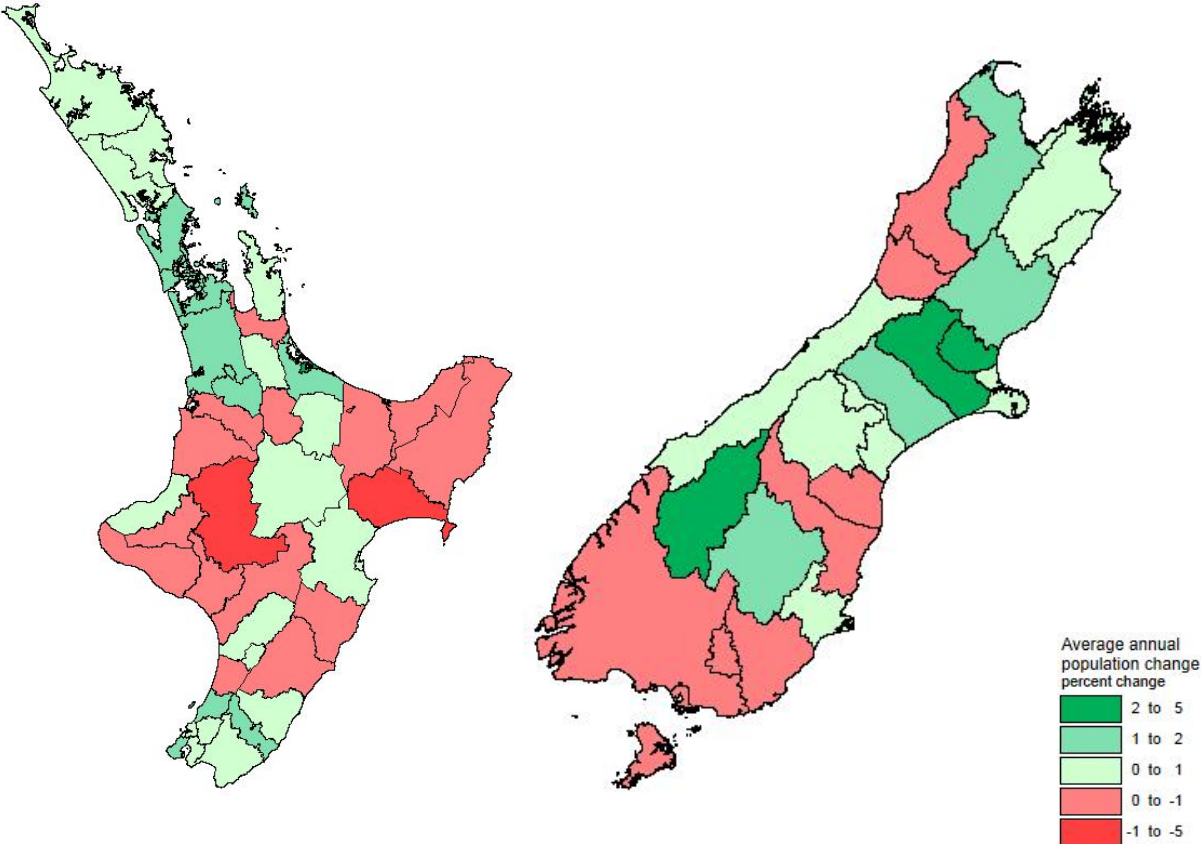 Average annual
population change
percent change
2 to 5
1 to 2
0 to 1
0 to -1
-1 to -5